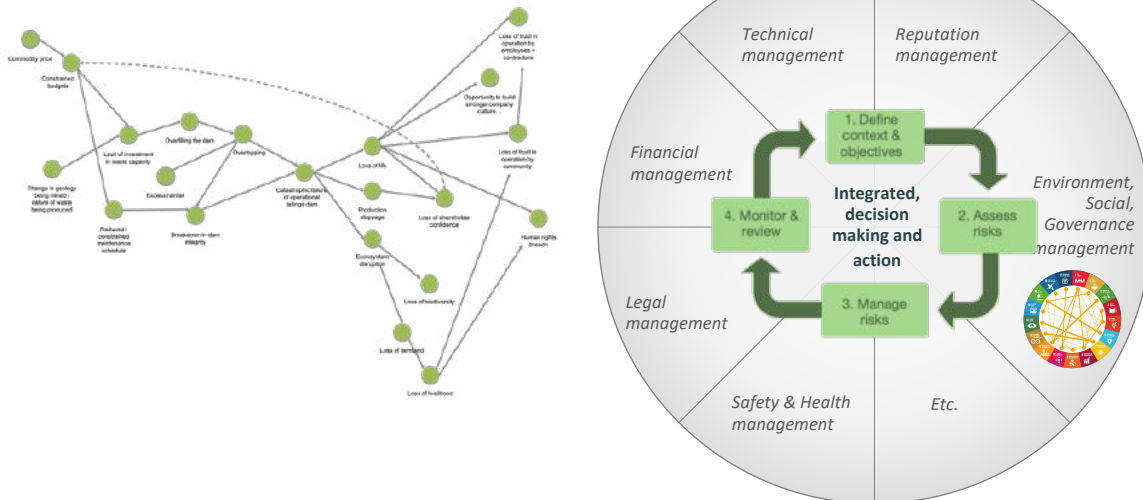 Commodity price
Constrained
budgets
Lack of investment
in waste capacity
Overfilling the dam
Overtopping
Excess rainfall
Change in geology
being mined /
nature of waste
being produced
Reduced /
constrained
maintenance
schedule
Breakdown in dam
integrity
Catastrophic failure
of operational
tailings dam
Loss of life
Production
stoppage
Ecosystem
disruption
Loss of biodiversity
Loss of farmland
Loss of livelihood
Loss of shareholder
confidence
Loss of trust in
operation by
employees +
contractors
Opportunity to build
stronger company
culture...
Loss of trust in
operation by
community
Human rights
breach
Technical
management
Reputation
management
Financial
management
Environment,
Social,
Governance
management
Legal
management
Safety & Health
management
Etc.
1. Define
context &
objectives
2. Assess
risks
3. Manage
risks
4. Monitor &
review
Integrated,
decision
making and
action